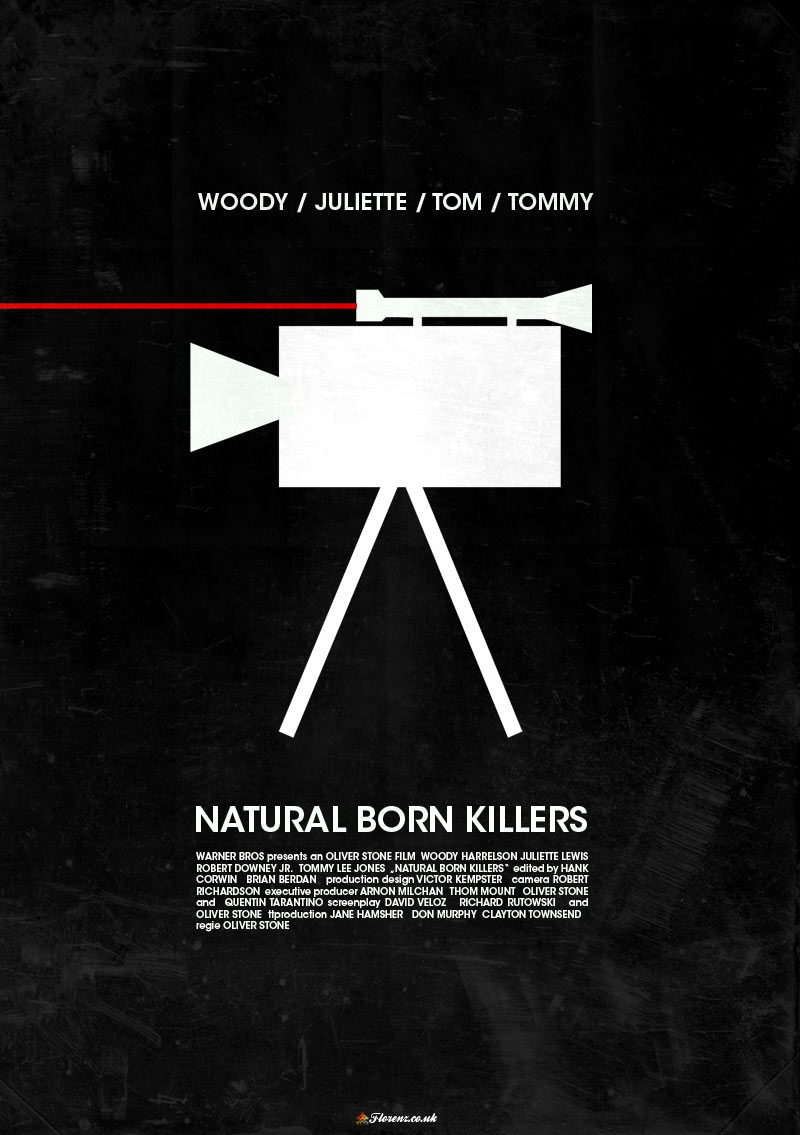 WOODY / JULIETTE / TOM / TOMMY
NATURAL BORN KILLERS
WARNER BROS presents an OLIVER STONE FILM WOODY HARRELSON JULIETTE LEWIS
ROBERT DOWNEY JR. TOMMY LEE JONES „NATURAL BORN KILLERS“ edited by HANK
CORWIN BRIAN BERDAN production design VICTOR KEMPSTER camera ROBERT
RICHARDSON executive producer ARNON MILCHAN THOM MOUNT OLIVER STONE
and QUENTIN TARANTINO screenplay DAVID VELOZ RICHARD RUTOWSKI and
OLIVER STONE ttproduction JANE HAMSHER DON MURPHY CLAYTON TOWNSEND
regie OLIVER STONE
Florenz.co.uk